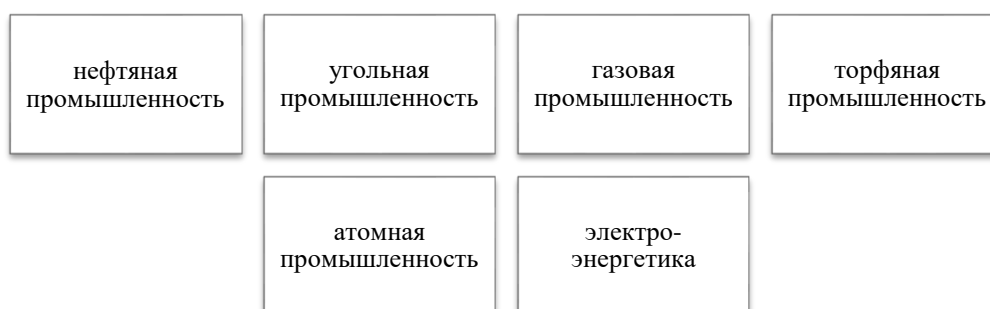 нефтяная
промышленность
угольная
промышленность
газовая
промышленность
торфяная
промышленность
атомная
промышленность
электро-
энергетика